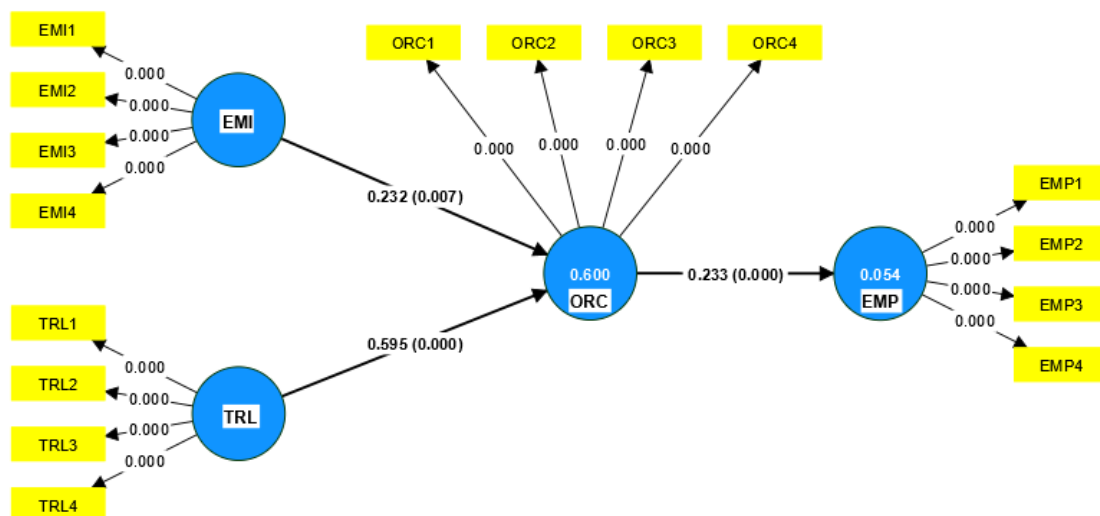 EMI1
EMI2
EMI3
EMI4
0.000
0.000
0.000
0.000
EMI
ORC1
ORC2
ORC3
ORC4
0.000
0.000
0.000
0.000
0.232 (0.007)
0.600
ORC
0.233 (0.000)
0.054
EMP
EMP1
EMP2
EMP3
EMP4
0.000
0.000
0.000
0.000
0.595 (0.000)
TRL1
TRL2
TRL3
TRL4
0.000
0.000
0.000
0.000
TRL